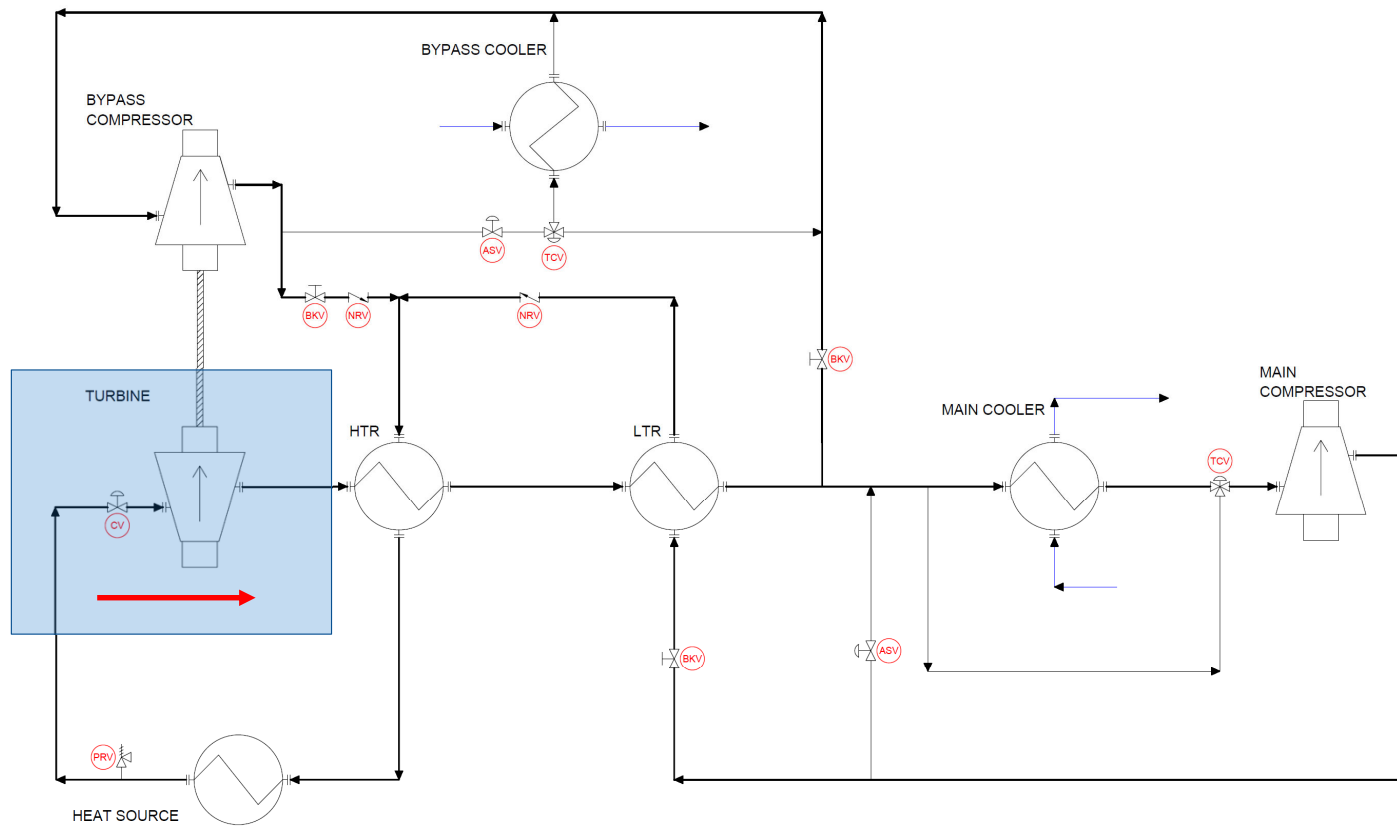 BYPASS COOLER
BYPASS
COMPRESSOR
ASV
TCV
BKV
NRV
NRV
BKV
TURBINE
HTR
LTR
MAIN COOLER
MAIN
COMPRESSOR
TCV
CV
BKV
ASV
PRV
HEAT SOURCE